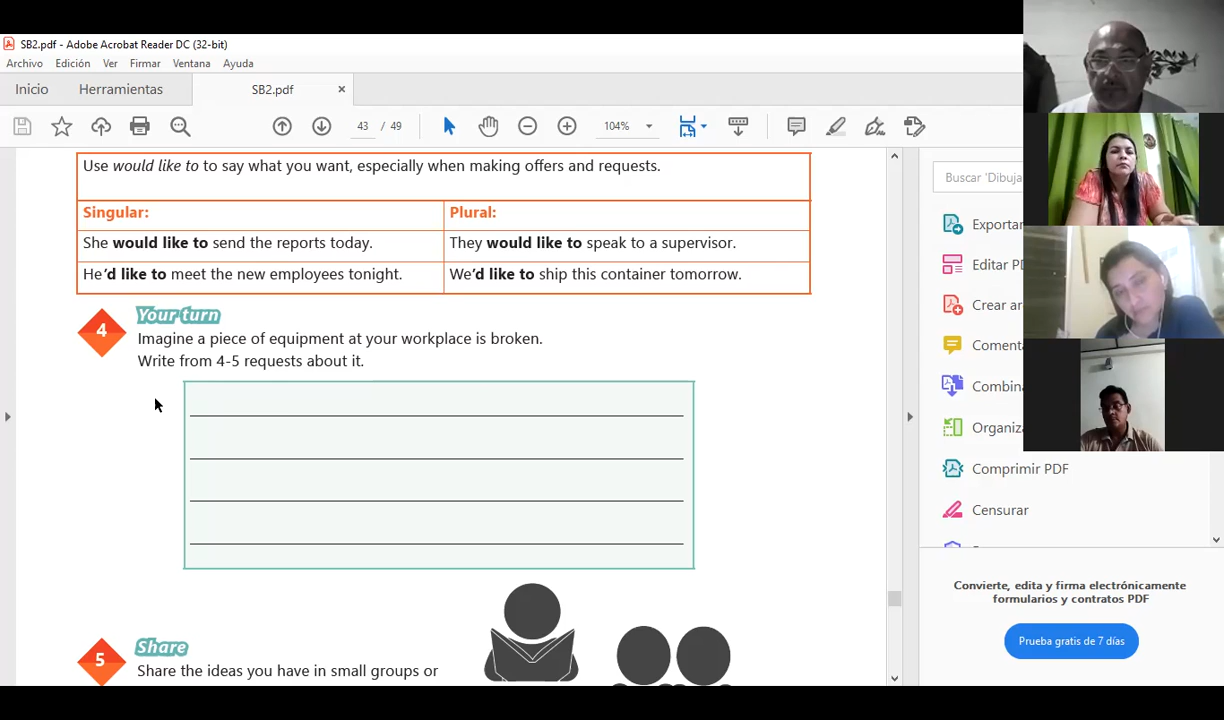 SB2.pdf - Adobe Acrobat Reader DC (32-bit)
Archivo Edición Ver Firmar Ventana Ayuda
Inicio Herramientas SB2.pdf ×
43 / 49 104%
Use would like to to say what you want, especially when making offers and requests.
Singular: Plural:
She would like to send the reports today. They would like to speak to a supervisor.
He'd like to meet the new employees tonight. We'd like to ship this container tomorrow.
4 Your turn
Imagine a piece of equipment at your workplace is broken.
Write from 4-5 requests about it.
5 Share
Share the ideas you have in small groups or
Buscar 'Dibuja
Exportar
Editar PD
Crear ar
Comenta
Combina
Organiza
Comprimir PDF
Censurar
Convierte, edita y firma electrónicamente
formularios y contratos PDF
Prueba gratis de 7 días